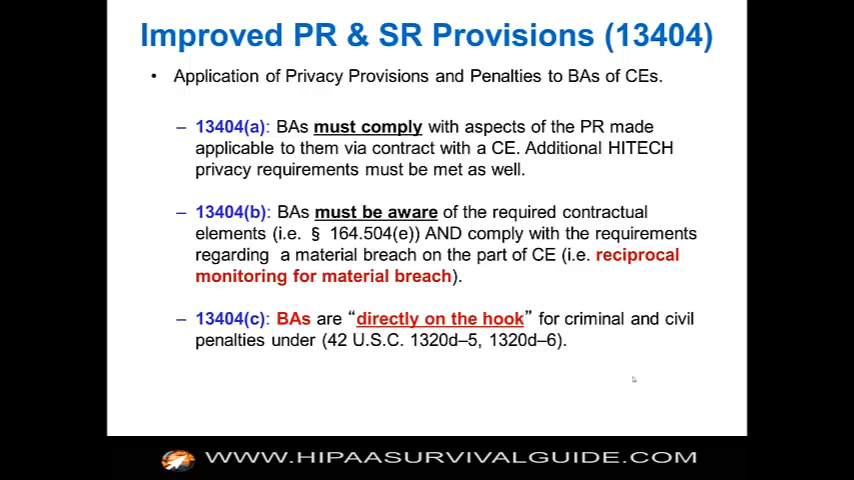 Improved PR & SR Provisions (13404)
• Application of Privacy Provisions and Penalties to BAs of CEs.
– 13404(a): BAs must comply with aspects of the PR made
applicable to them via contract with a CE. Additional HITECH
privacy requirements must be met as well.
– 13404(b): BAs must be aware of the required contractual
elements (i.e. § 164.504(e)) AND comply with the requirements
regarding a material breach on the part of CE (i.e. reciprocal
monitoring for material breach).
– 13404(c): BAs are “directly on the hook” for criminal and civil
penalties under (42 U.S.C. 1320d–5, 1320d–6).
WWW.HIPAASURVIVALGUIDE.COM